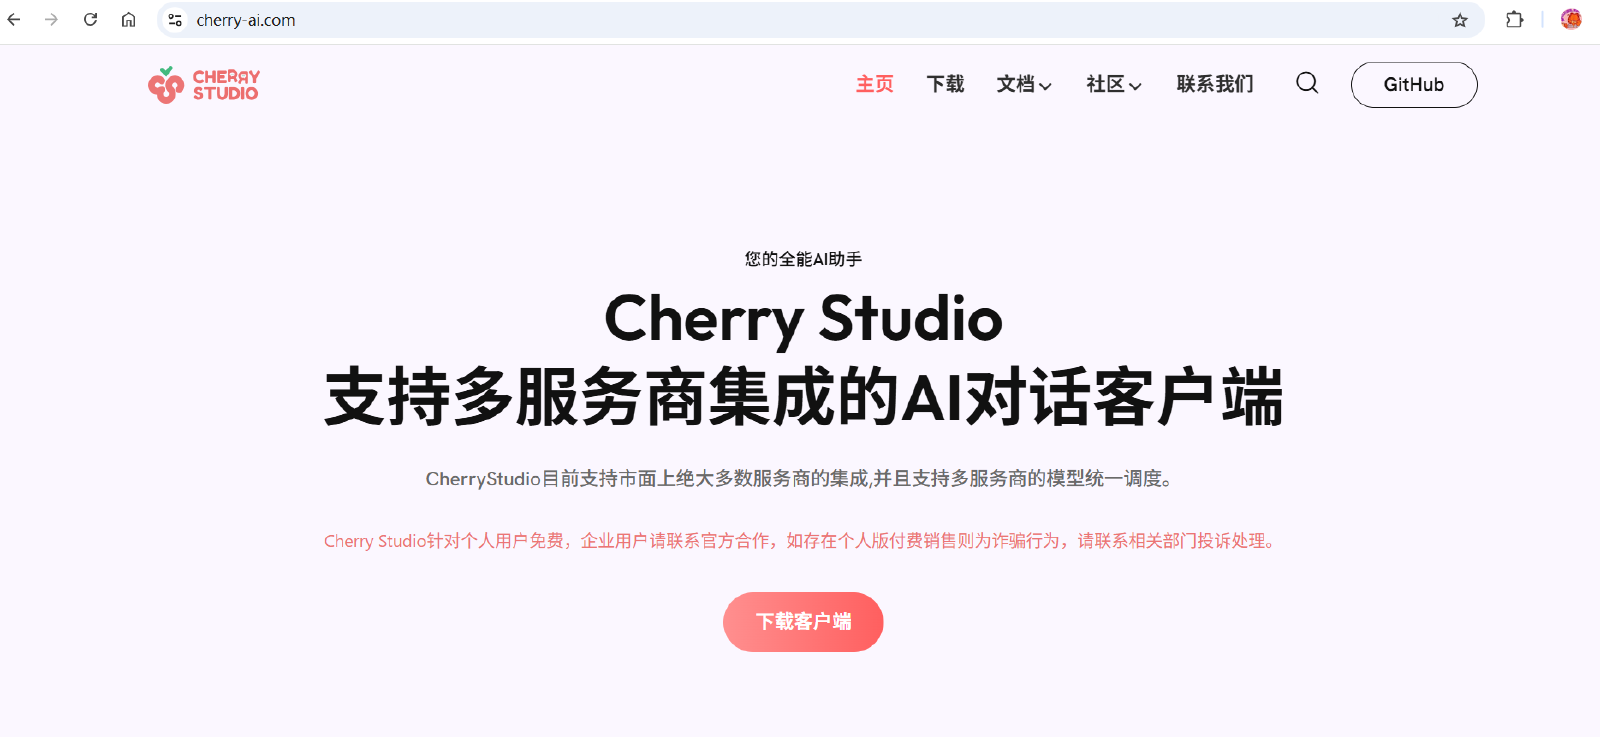 cherry-ai.com
CHERRY
STUDIO
主页 下载 文档 社区 联系我们 GitHub
您的全能AI助手
Cherry Studio
支持多服务商集成的AI对话客户端
CherryStudio目前支持市面上绝大多数服务商的集成,并且支持多服务商的模型统一调度。
Cherry Studio针对个人用户免费，企业用户请联系官方合作，如存在个人版付费销售则为诈骗行为，请联系相关部门投诉处理。
下载客户端